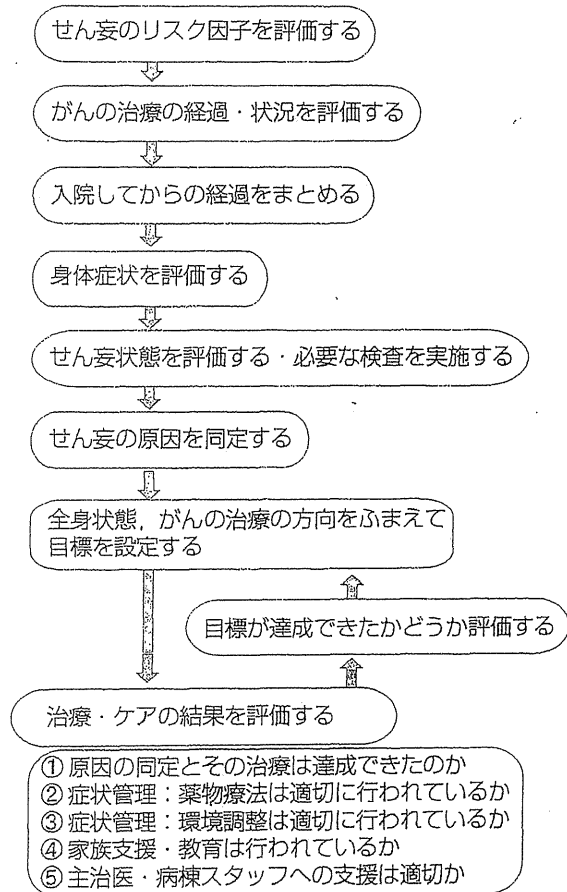 せん妄のリスク因子を評価する
がんの治療の経過・状況を評価する
入院してからの経過をまとめる
身体症状を評価する
せん妄状態を評価する・必要な検査を実施する
せん妄の原因を同定する
全身状態,がんの治療の方向をふまえて
目標を設定する
目標が達成できたかどうか評価する
治療・ケアの結果を評価する
① 原因の同定とその治療は達成できたのか
② 症状管理:薬物療法は適切に行われているか
③ 症状管理:環境調整は適切に行われているか
④ 家族支援・教育は行われているか
⑤ 主治医・病棟スタッフへの支援は適切か